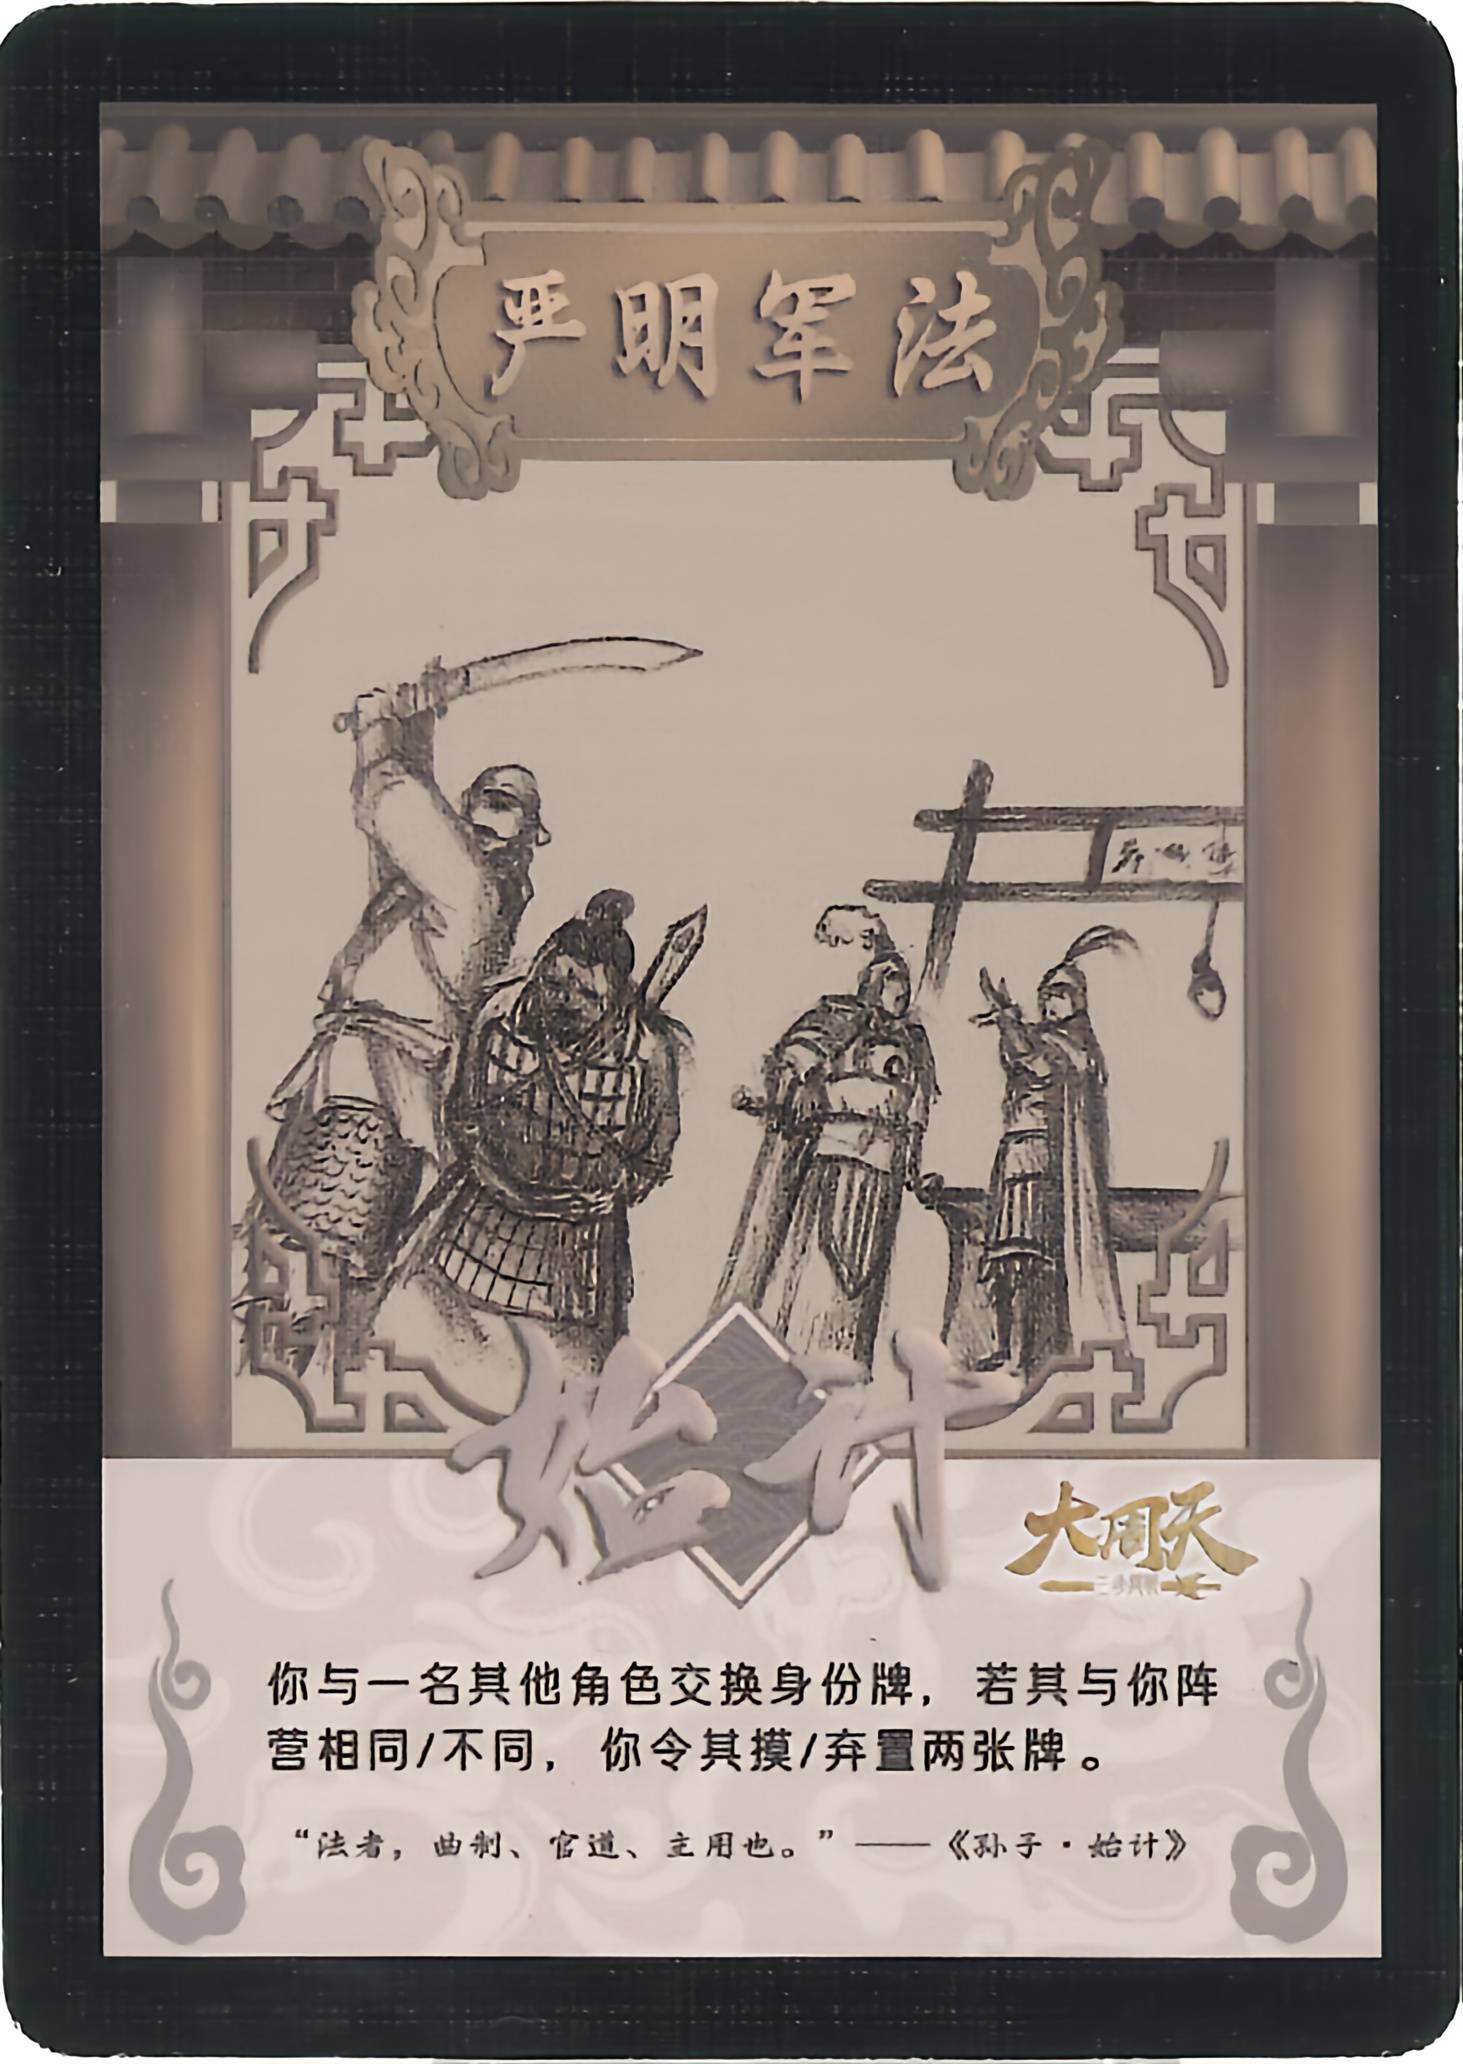 严明军法
始计
大周天
你与一名其他角色交换身份牌，若其与你阵
营相同/不同，你令其摸/弃置两张牌。
“法者，曲制、官道、主用也。”——《孙子·始计》